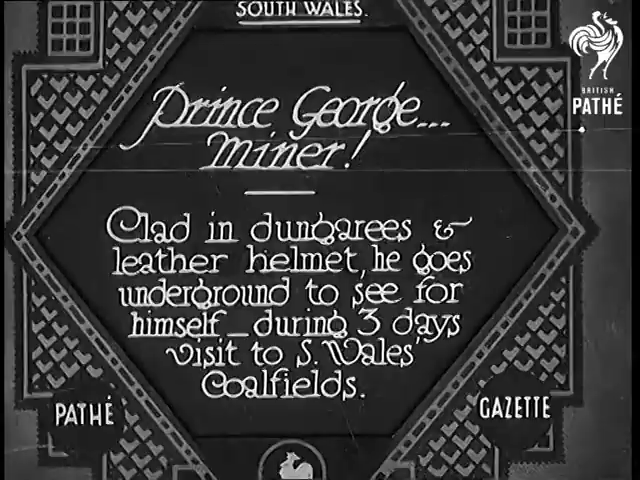 SOUTH WALES.
BRITISH
PATHÉ
Prince George...
Miner!
Clad in dungarees &
leather helmet, he goes
underground to see for
himself _ during 3 days
visit to S. Wales'
Coalfields.
PATHÉ
GAZETTE